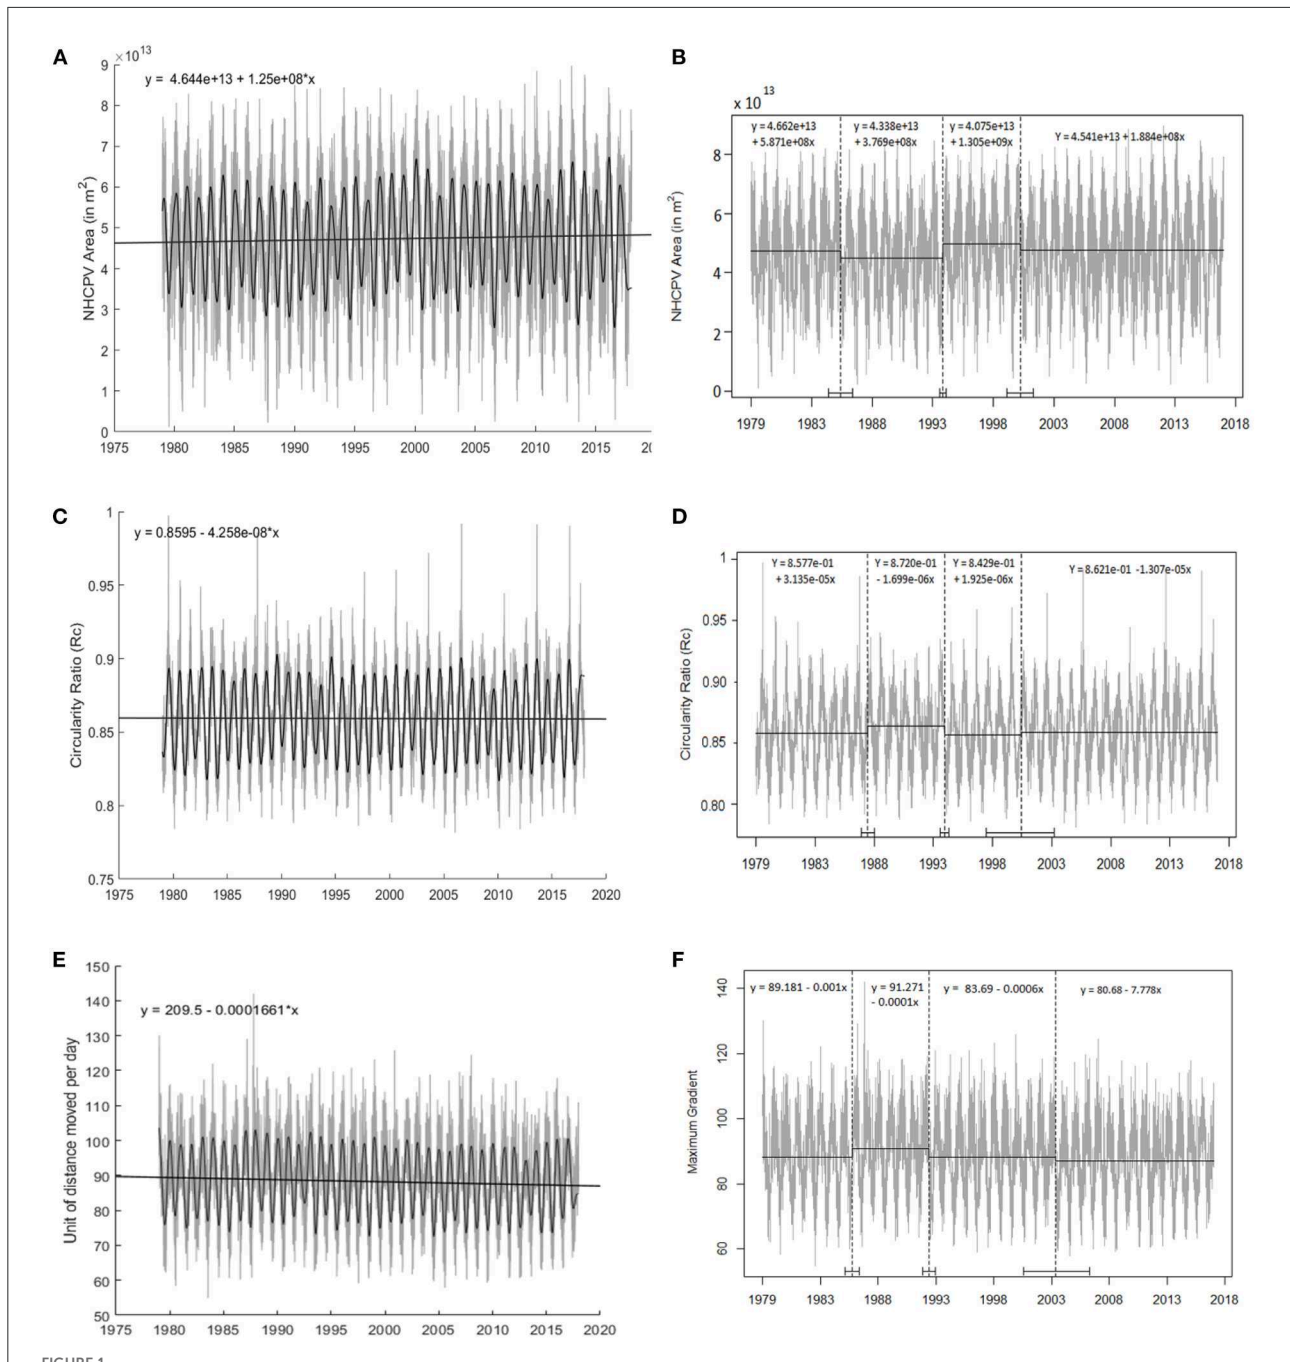 A
×10^13
y = 4.644e+13 + 1.25e+08*x
NHCPV Area (in m²)
9
8
7
6
5
4
3
2
1
0
1975 1980 1985 1990 1995 2000 2005 2010 2015 20
B
x 10^13
y = 4.662e+13
+ 5.871e+08x
y = 4.338e+13
+ 3.769e+08x
y = 4.075e+13
+ 1.305e+09x
Y = 4.541e+13 + 1.884e+08x
NHCPV Area (in m²)
8
6
4
2
0
1979 1983 1988 1993 1998 2003 2008 2013 2018
C
y = 0.8595 - 4.258e-08*x
Circularity Ratio (Rc)
1
0.95
0.9
0.85
0.8
0.75
1975 1980 1985 1990 1995 2000 2005 2010 2015 2020
D
Y = 8.577e-01
+ 3.135e-05x
Y = 8.720e-01
- 1.699e-06x
Y = 8.429e-01
+ 1.925e-06x
Y = 8.621e-01 -1.307e-05x
Circularity Ratio (Rc)
1
0.95
0.90
0.85
0.80
1979 1983 1988 1993 1998 2003 2008 2013 2018
E
y = 209.5 - 0.0001661*x
Unit of distance moved per day
150
140
130
120
110
100
90
80
70
60
50
1975 1980 1985 1990 1995 2000 2005 2010 2015 2020
F
y = 89.181 - 0.001x
y = 91.271
- 0.0001x
y = 83.69 - 0.0006x
y = 80.68 - 7.778x
Maximum Gradient
140
120
100
80
60
1979 1983 1988 1993 1998 2003 2008 2013 2018
FIGURE 1